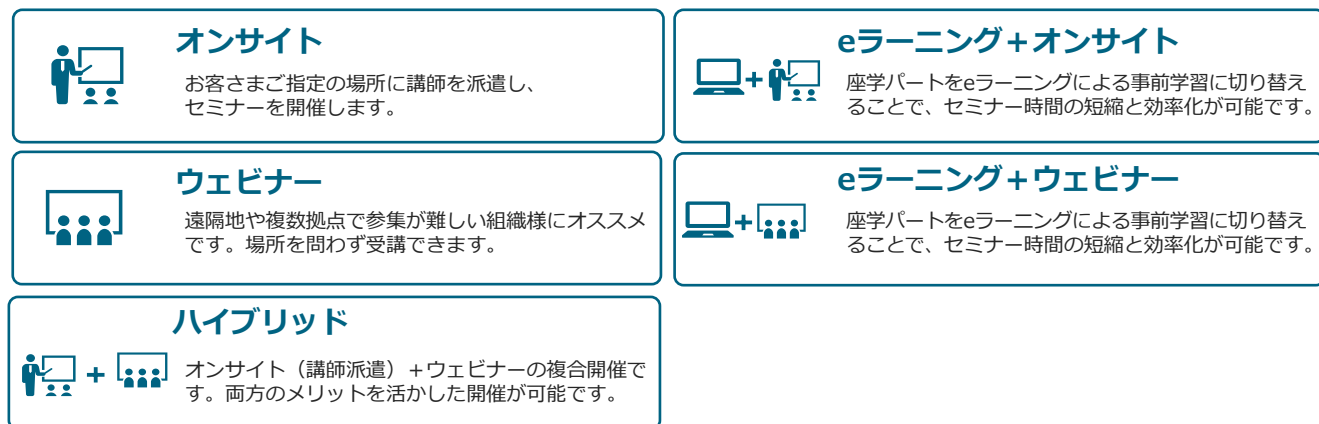 オンサイト
お客さまご指定の場所に講師を派遣し、
セミナーを開催します。
eラーニング＋オンサイト
座学パートをeラーニングによる事前学習に切り替え
ることで、セミナー時間の短縮と効率化が可能です。
ウェビナー
遠隔地や複数拠点で参集が難しい組織様にオススメ
です。場所を問わず受講できます。
eラーニング＋ウェビナー
座学パートをeラーニングによる事前学習に切り替え
ることで、セミナー時間の短縮と効率化が可能です。
ハイブリッド
オンサイト（講師派遣）＋ウェビナーの複合開催で
す。両方のメリットを活かした開催が可能です。